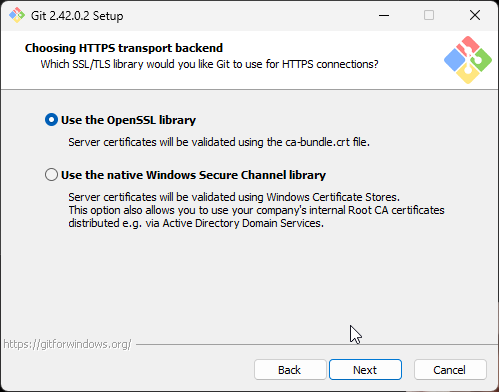 Git 2.42.0.2 Setup
Choosing HTTPS transport backend
Which SSL/TLS library would you like Git to use for HTTPS connections?
Use the OpenSSL library
Server certificates will be validated using the ca-bundle.crt file.
Use the native Windows Secure Channel library
Server certificates will be validated using Windows Certificate Stores.
This option also allows you to use your company's internal Root CA certificates
distributed e.g. via Active Directory Domain Services.
https://gitforwindows.org/
Back
Next
Cancel